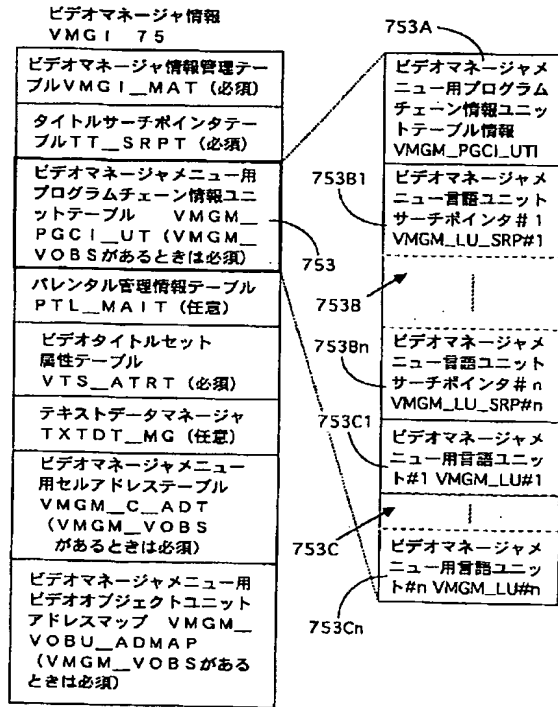 ビデオマネージャ情報
VMGI 75
ビデオマネージャ情報管理テー
ブルVMGI__MAT(必須)
タイトルサーチポインタテー
ブルTT__SRPT(必須)
ビデオマネージャメニュー用
プログラムチェーン情報ユニ
ットテーブル VMGM__
PGCI__UT(VMGM__
VOBSがあるときは必須)
パレンタル管理情報テーブル
PTL__MAIT(任意)
ビデオタイトルセット
属性テーブル
VTS__ATRT(必須)
テキストデータマネージャ
TXTDT__MG(任意)
ビデオマネージャメニュー
用セルアドレステーブル
VMGM__C__ADT
(VMGM__VOBS
があるときは必須)
ビデオマネージャメニュー用
ビデオオブジェクトユニット
アドレスマップ VMGM__
VOBU__ADMAP
(VMGM__VOBSがある
ときは必須)
753
753A
ビデオマネージャメ
ニュー用プログラム
チェーン情報ユニッ
トテーブル情報
VMGM_PGCI_UTI
753B1
ビデオマネージャメ
ニュー言語ユニット
サーチポインタ#1
VMGM_LU_SRP#1
753B
753Bn
ビデオマネージャメ
ニュー言語ユニット
サーチポインタ#n
VMGM_LU_SRP#n
753C1
ビデオマネージャメ
ニュー用言語ユニッ
ト#1 VMGM_LU#1
753C
ビデオマネージャメ
ニュー用言語ユニッ
ト#n VMGM_LU#n
753Cn